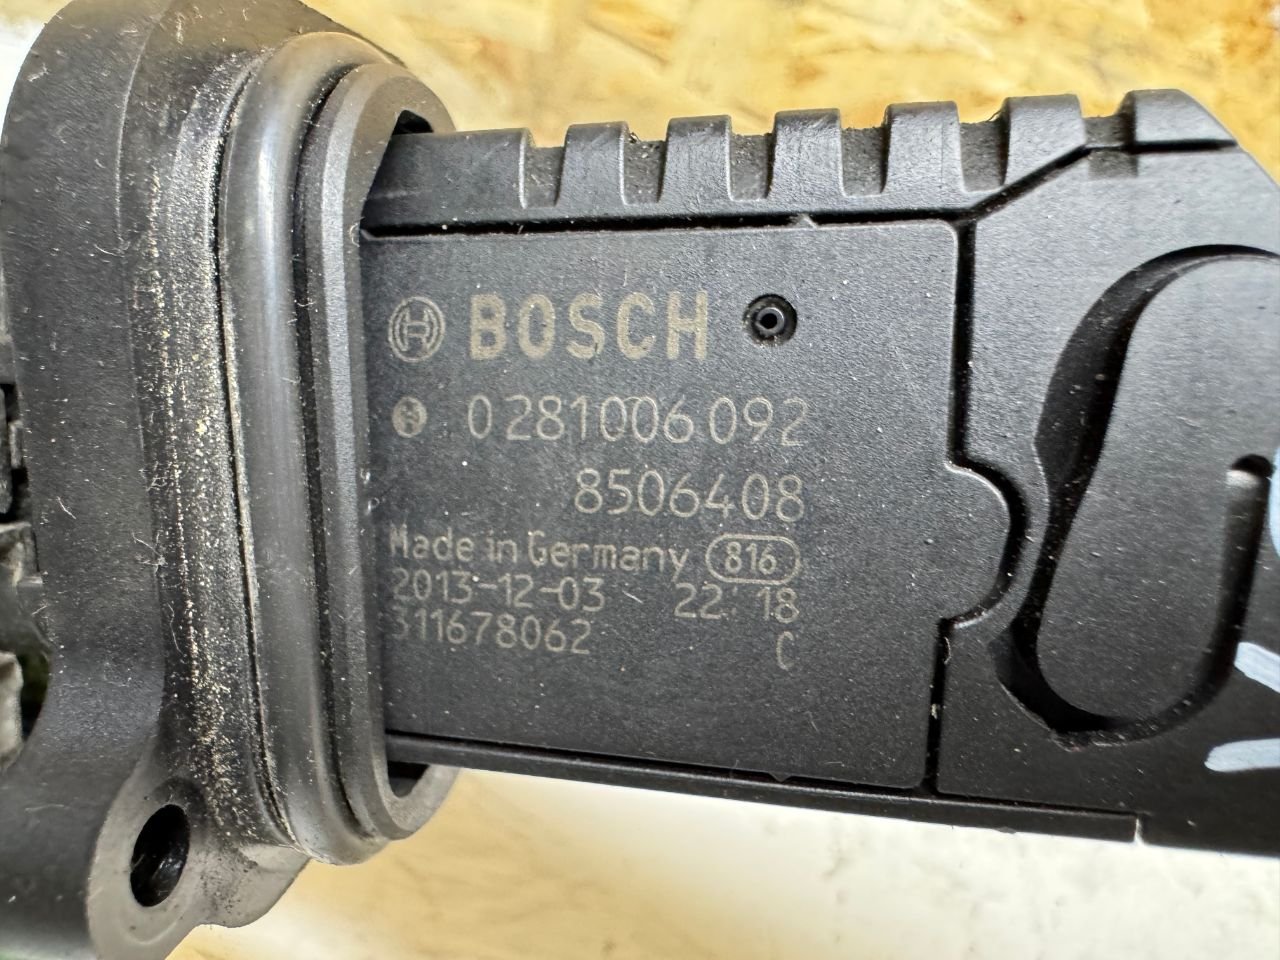 BOSCH
0 281 006 092
8506408
Made in Germany 816
2013-12-03 22:18
311678062 C